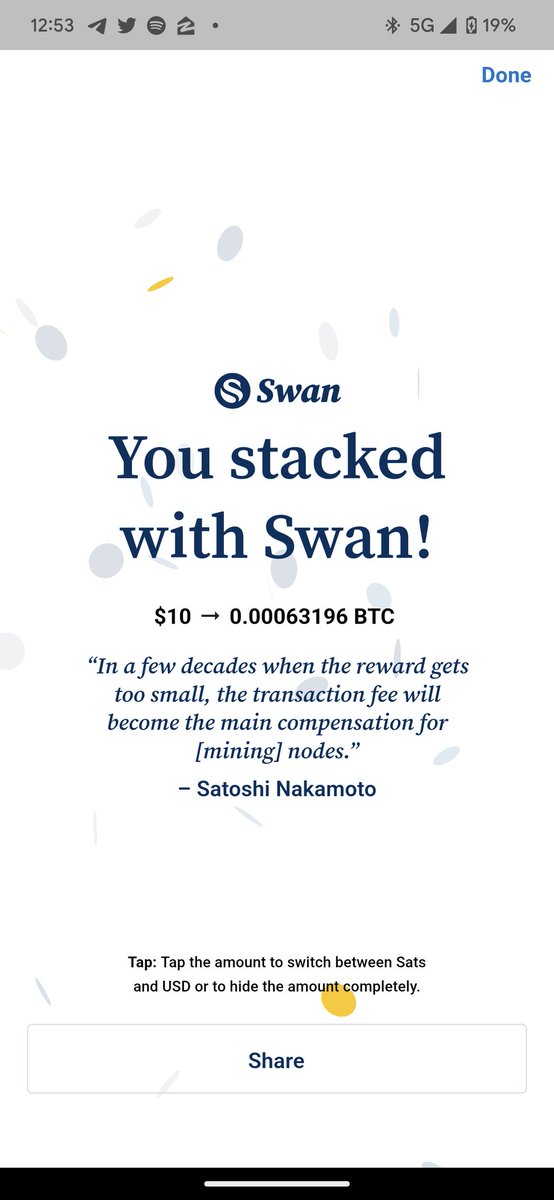 12:53 5G 19%
Done
Swan
You stacked
with Swan!
$10 → 0.00063196 BTC
“In a few decades when the reward gets
too small, the transaction fee will
become the main compensation for
[mining] nodes.”
– Satoshi Nakamoto
Tap: Tap the amount to switch between Sats
and USD or to hide the amount completely.
Share